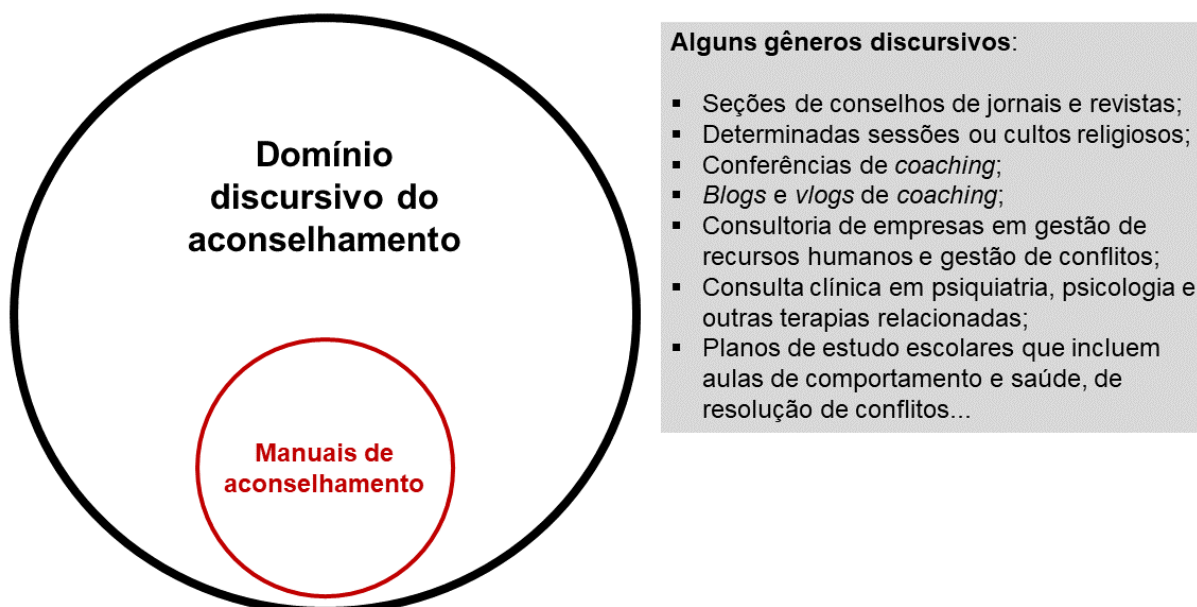 Domínio
discursivo do
aconselhamento
Manuais de
aconselhamento
Alguns gêneros discursivos:
▪ Seções de conselhos de jornais e revistas;
▪ Determinadas sessões ou cultos religiosos;
▪ Conferências de coaching;
▪ Blogs e vlogs de coaching;
▪ Consultoria de empresas em gestão de
recursos humanos e gestão de conflitos;
▪ Consulta clínica em psiquiatria, psicologia e
outras terapias relacionadas;
▪ Planos de estudo escolares que incluem
aulas de comportamento e saúde, de
resolução de conflitos...